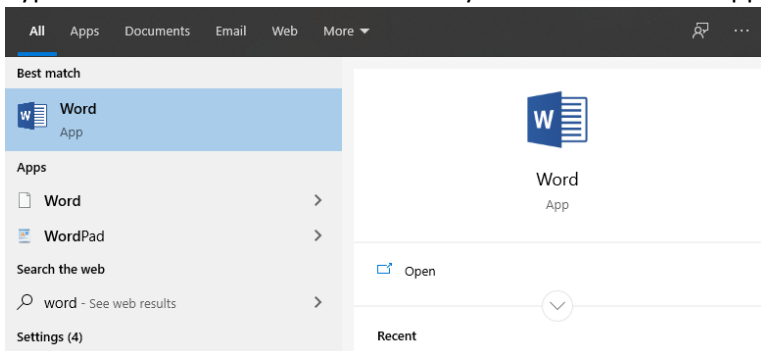 All Apps Documents Email Web More
Best match
Word
App
Apps
Word
WordPad
Search the web
word - See web results
Settings (4)
W
Word
App
Open
Recent